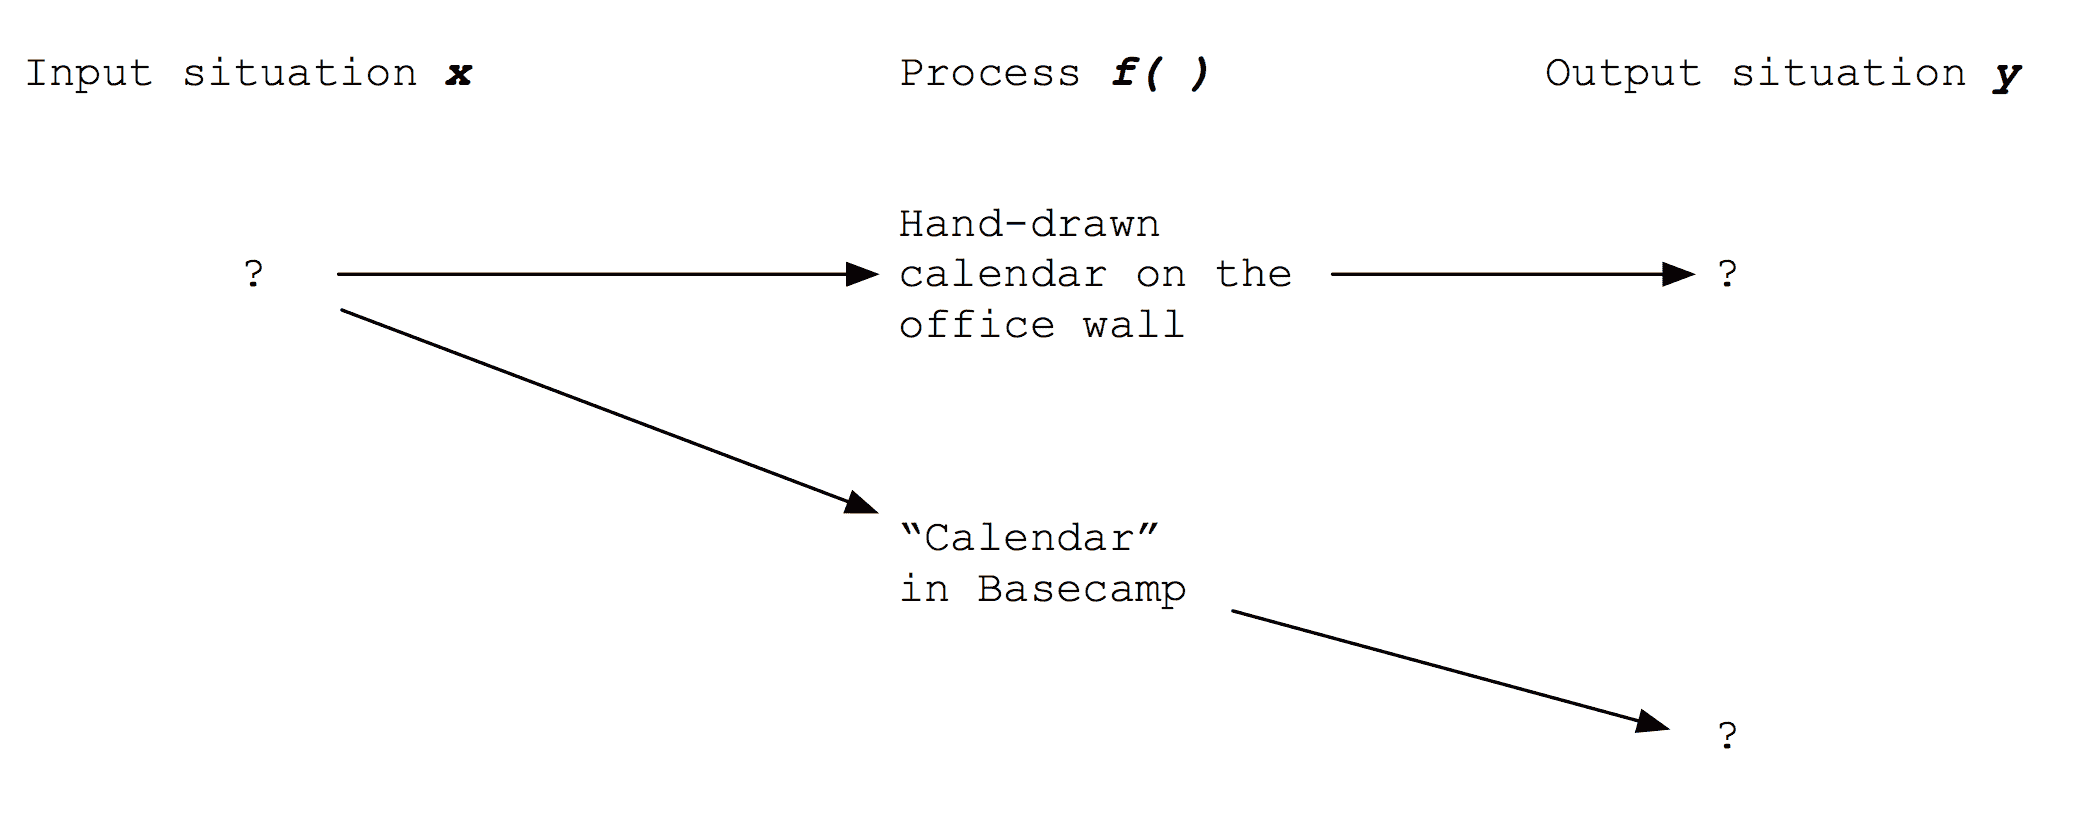 Input situation x
Process f( )
Output situation y
Hand-drawn
? calendar on the ?
office wall
“Calendar”
in Basecamp
?